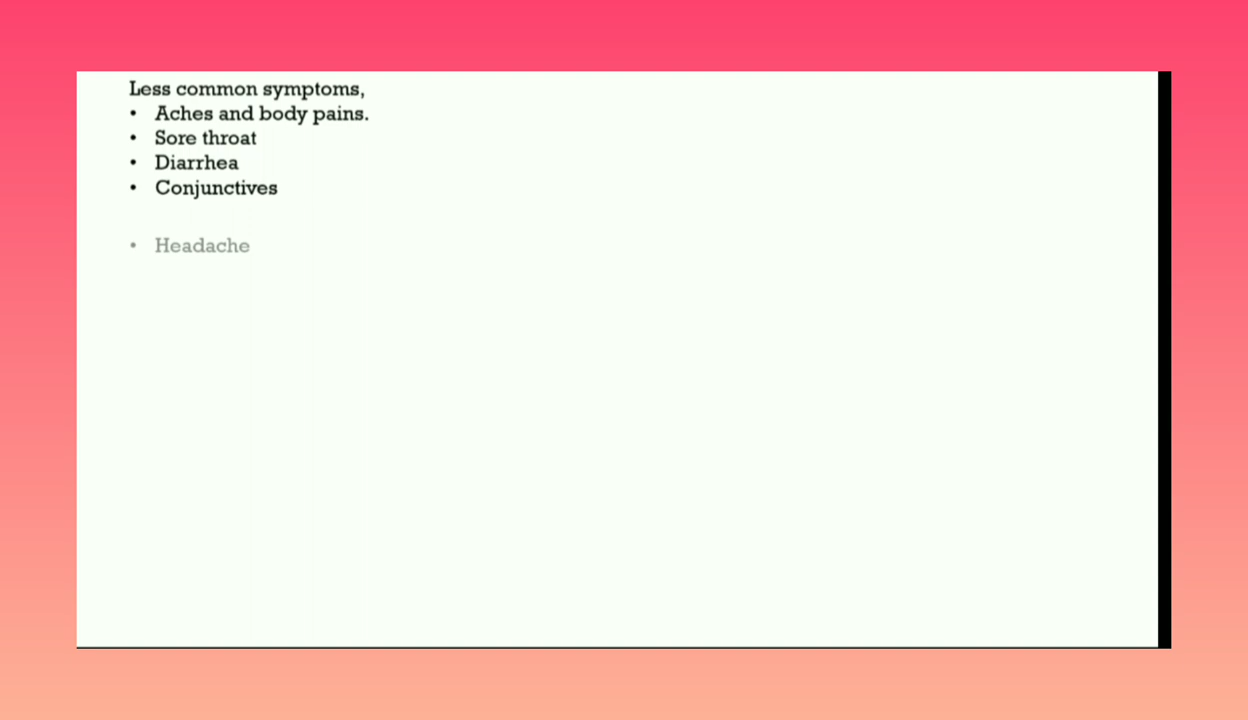 Less common symptoms,
• Aches and body pains.
• Sore throat
• Diarrhea
• Conjunctives
• Headache